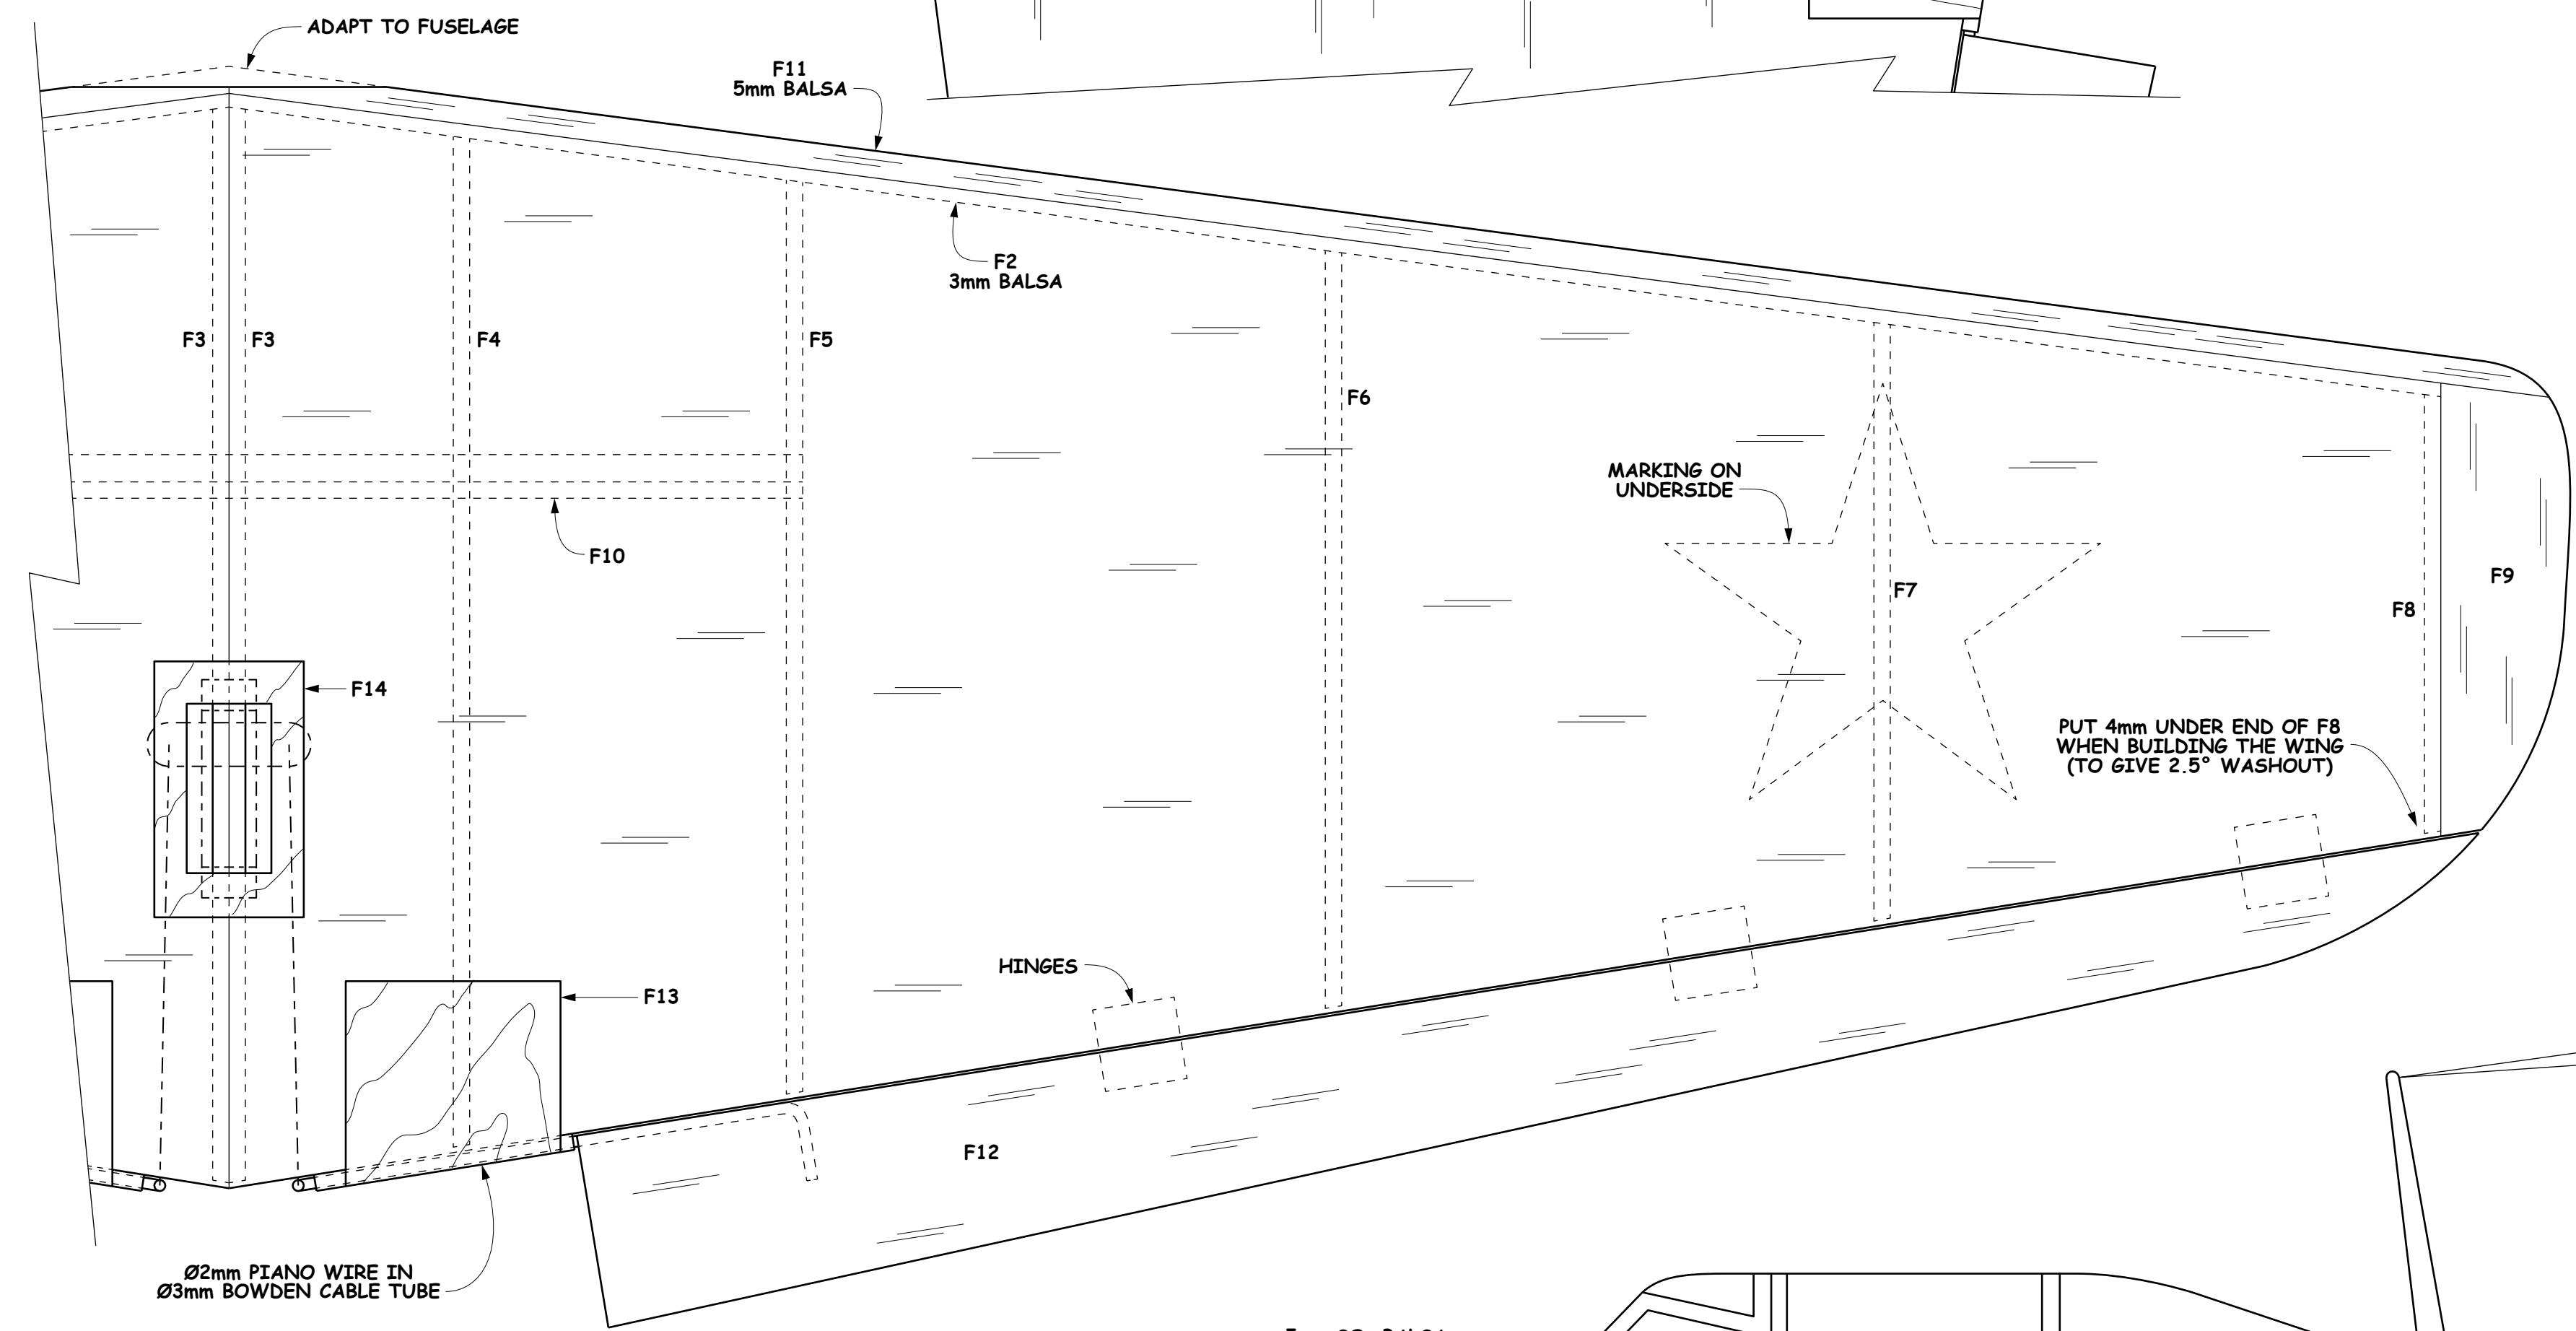 ADAPT TO FUSELAGE
F11
5mm BALSA
F2
3mm BALSA
F3
F3
F4
F5
F6
MARKING ON
UNDERSIDE
F10
F7
F9
F8
F14
PUT 4mm UNDER END OF F8
WHEN BUILDING THE WING
(TO GIVE 2.5° WASHOUT)
HINGES
F13
F12
Ø2mm PIANO WIRE IN
Ø3mm BOWDEN CABLE TUBE